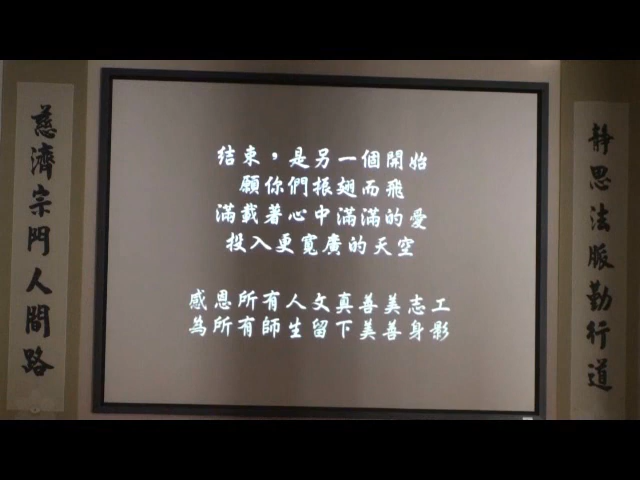 靜思法脈勤行道
結束，是另一個開始
願你們振翅而飛
滿載著心中滿滿的愛
投入更寬廣的天空
感恩所有人文真善美志工
為所有師生留下美善身影
慈濟宗門人間路